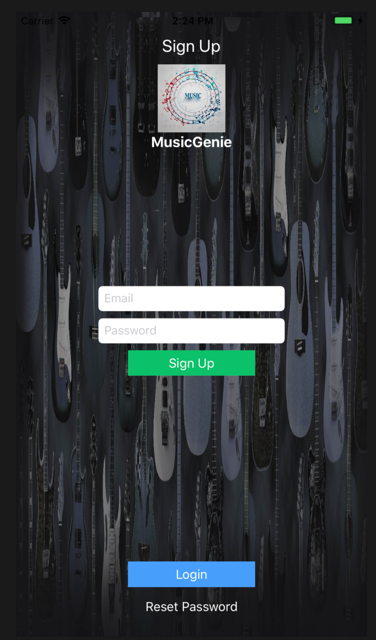 Carrier 2:24 PM
Sign Up
MUSIC
MusicGenie
Email
Password
Sign Up
Login
Reset Password